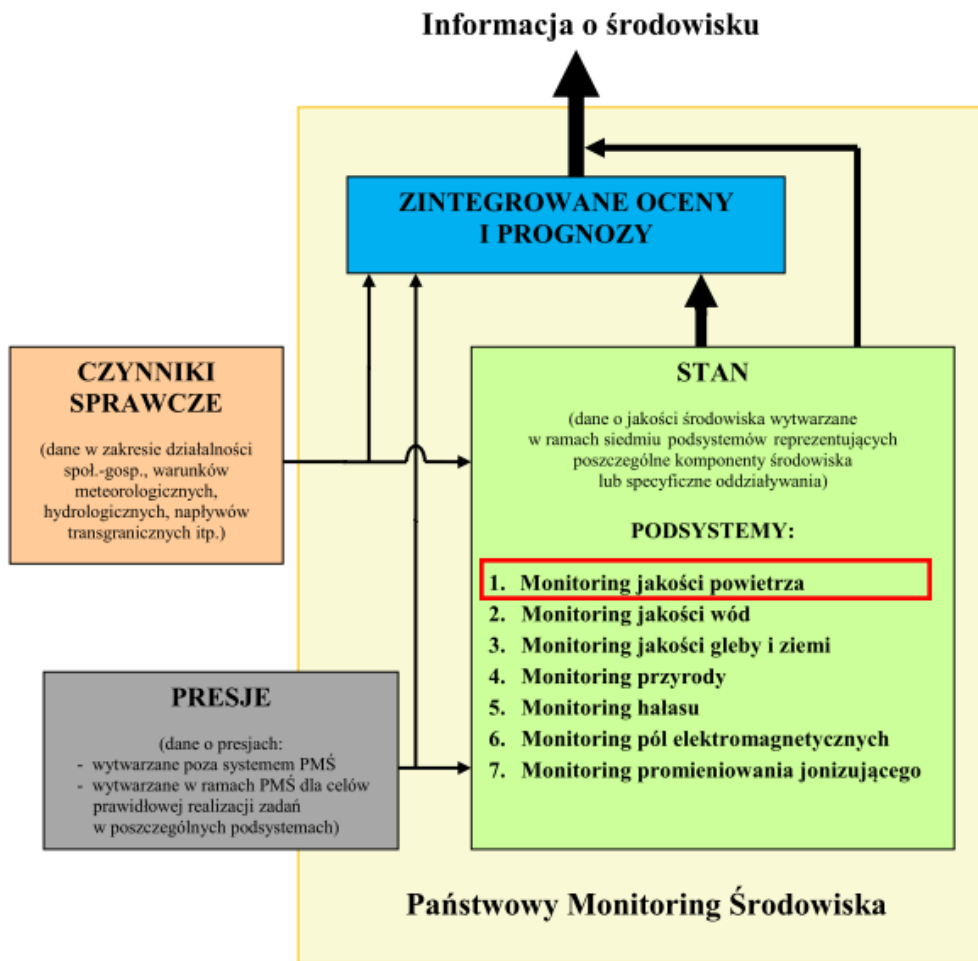 Informacja o środowisku
ZINTEGROWANE OCENY
I PROGNOZY
CZYNNIKI
SPRAWCZE
(dane w zakresie działalności
społ.-gosp., warunków
meteorologicznych,
hydrologicznych, napływów
transgranicznych itp.)
STAN
(dane o jakości środowiska wytwarzane
w ramach siedmiu podsystemów reprezentujących
poszczególne komponenty środowiska
lub specyficzne oddziaływania)
PODSYSTEMY:
1. Monitoring jakości powietrza
2. Monitoring jakości wód
3. Monitoring jakości gleby i ziemi
4. Monitoring przyrody
5. Monitoring hałasu
6. Monitoring pól elektromagnetycznych
7. Monitoring promieniowania jonizującego
PRESJE
(dane o presjach:
- wytwarzane poza systemem PMŚ
- wytwarzane w ramach PMŚ dla celów
prawidłowej realizacji zadań
w poszczególnych podsystemach)
Państwowy Monitoring Środowiska